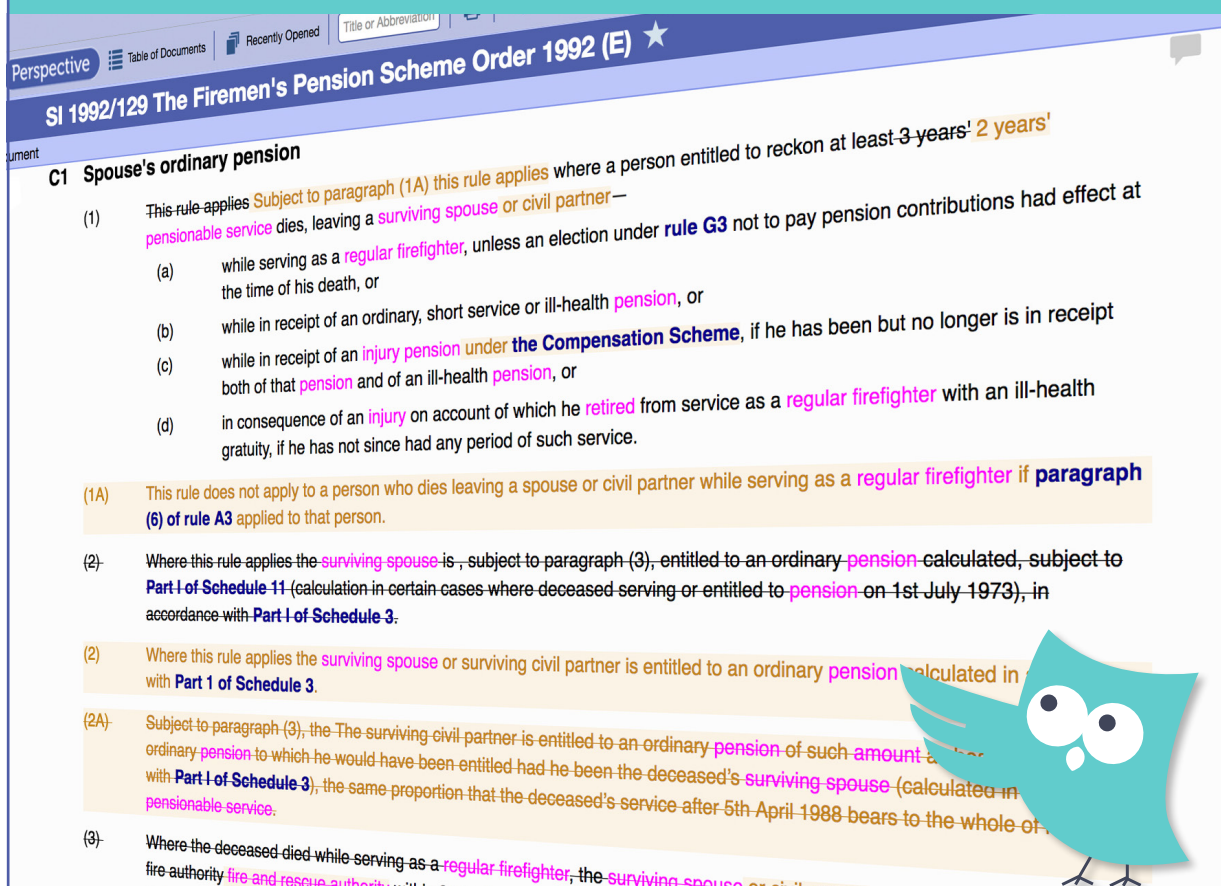 Perspective
Table of Documents
Recently Opened
Title or Abbreviation
SI 1992/129 The Firemen's Pension Scheme Order 1992 (E)
ument
C1 Spouse's ordinary pension
(1) This rule applies Subject to paragraph (1A) this rule applies where a person entitled to reckon at least 3 years' 2 years'
pensionable service dies, leaving a surviving spouse or civil partner—
(a) while serving as a regular firefighter, unless an election under rule G3 not to pay pension contributions had effect at
the time of his death, or
(b) while in receipt of an ordinary, short service or ill-health pension, or
(c) while in receipt of an injury pension under the Compensation Scheme, if he has been but no longer is in receipt
both of that pension and of an ill-health pension, or
(d) in consequence of an injury on account of which he retired from service as a regular firefighter with an ill-health
gratuity, if he has not since had any period of such service.
(1A) This rule does not apply to a person who dies leaving a spouse or civil partner while serving as a regular firefighter if paragraph
(6) of rule A3 applied to that person.
(2) Where this rule applies the surviving spouse is , subject to paragraph (3), entitled to an ordinary pension calculated, subject to
Part I of Schedule 11 (calculation in certain cases where deceased serving or entitled to pension on 1st July 1973), in
accordance with Part I of Schedule 3.
(2) Where this rule applies the surviving spouse or surviving civil partner is entitled to an ordinary pension calculated in
with Part 1 of Schedule 3.
(2A) Subject to paragraph (3), the The surviving civil partner is entitled to an ordinary pension of such amount
ordinary pension to which he would have been entitled had he been the deceased's surviving spouse (calculated in
with Part I of Schedule 3), the same proportion that the deceased's service after 5th April 1988 bears to the whole of
pensionable service.
(3) Where the deceased died while serving as a regular firefighter, the surviving spouse
fire authority fire and rescue authority